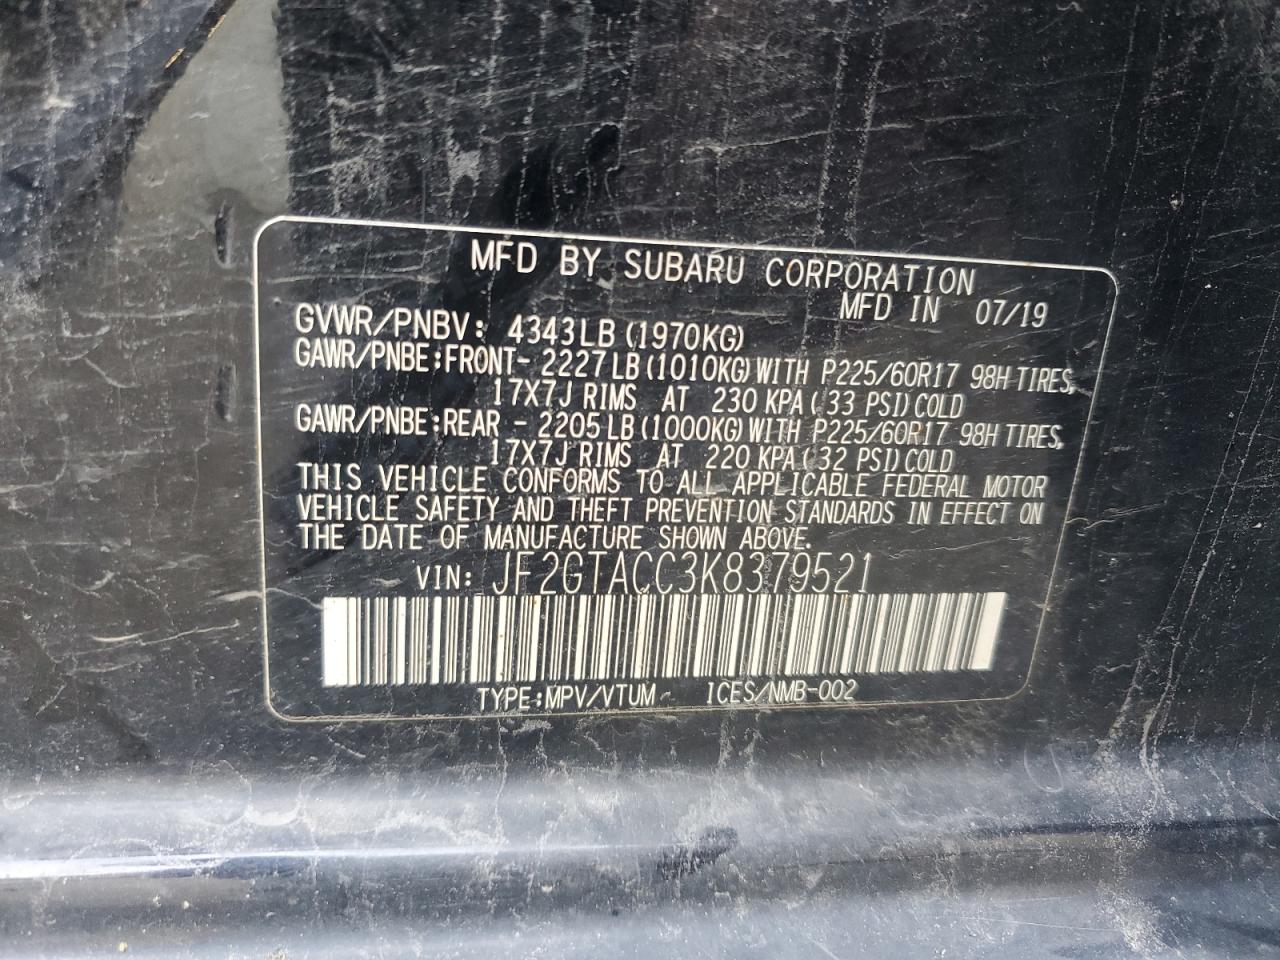 MFD BY SUBARU CORPORATION
MFD IN 07/19
GVWR/PNBV: 4343LB (1970KG)
GAWR/PNBE:FRONT- 2227LB (1010KG) WITH P225/60R17 98H TIRES,
17X7J RIMS AT 230 KPA( 33 PSI) COLD
GAWR/PNBE:REAR - 2205LB (1000KG) WITH P225/60R17 98H TIRES,
17X7J RIMS AT 220 KPA( 32 PSI) COLD
THIS VEHICLE CONFORMS TO ALL APPLICABLE FEDERAL MOTOR
VEHICLE SAFETY AND THEFT PREVENTION STANDARDS IN EFFECT ON
THE DATE OF MANUFACTURE SHOWN ABOVE.
VIN: JF2GTACC3K8379521
TYPE:MPV/VTUM ICES/NMB-002